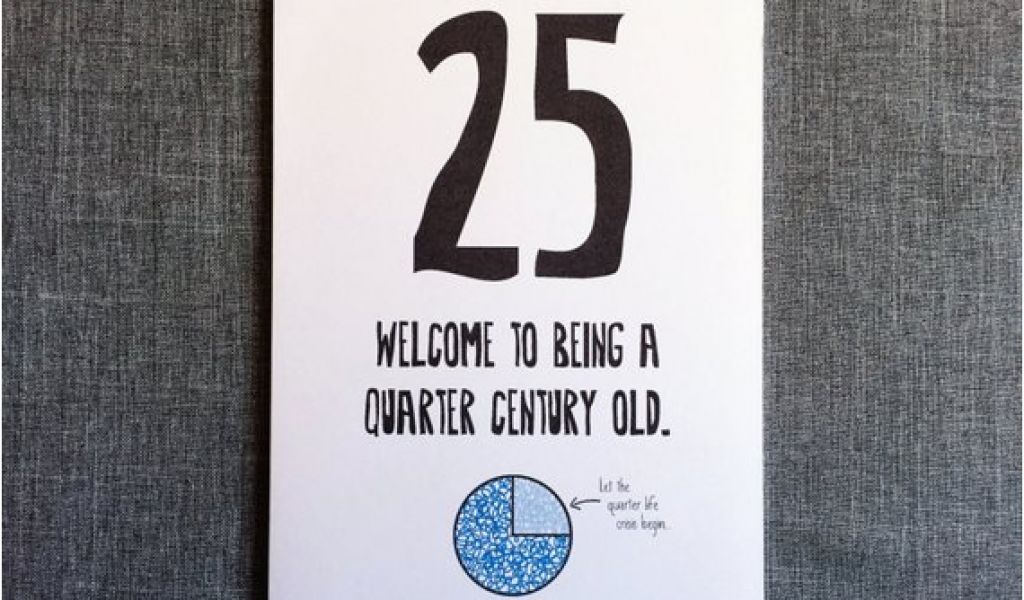 25
WELCOME TO BEING A
QUARTER CENTURY OLD.
Let the
quarter life
crisis begin...